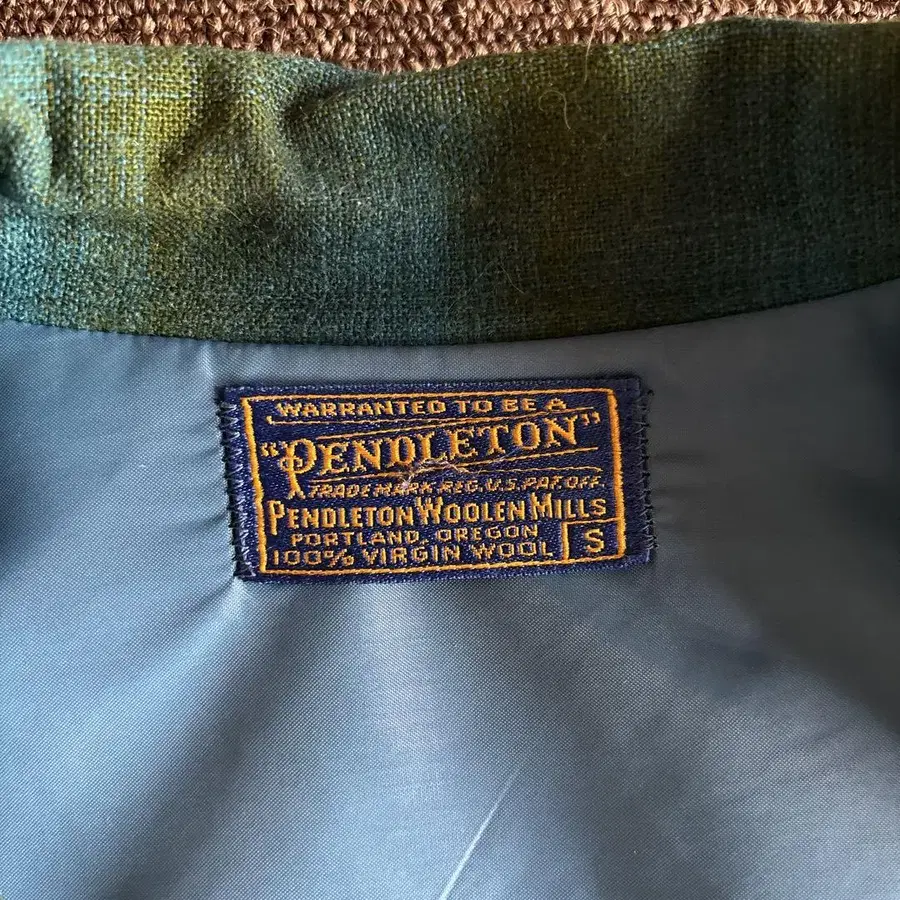 WARRANTED TO BE A
"PENDLETON"
TRADE MARK REG. U.S. PAT. OFF.
PENDLETON WOOLEN MILLS
PORTLAND, OREGON
100% VIRGIN WOOL S